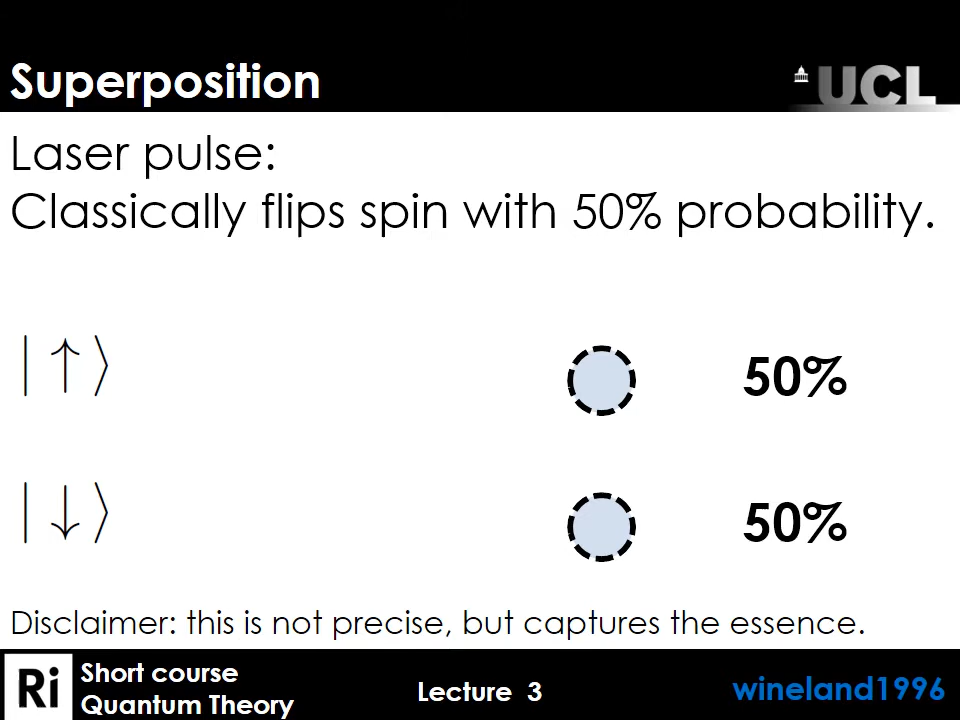 Superposition
UCL
Laser pulse:
Classically flips spin with 50% probability.
|↑⟩
50%
|↓⟩
50%
Disclaimer: this is not precise, but captures the essence.
Ri
Short course
Quantum Theory
Lecture 3
wineland1996